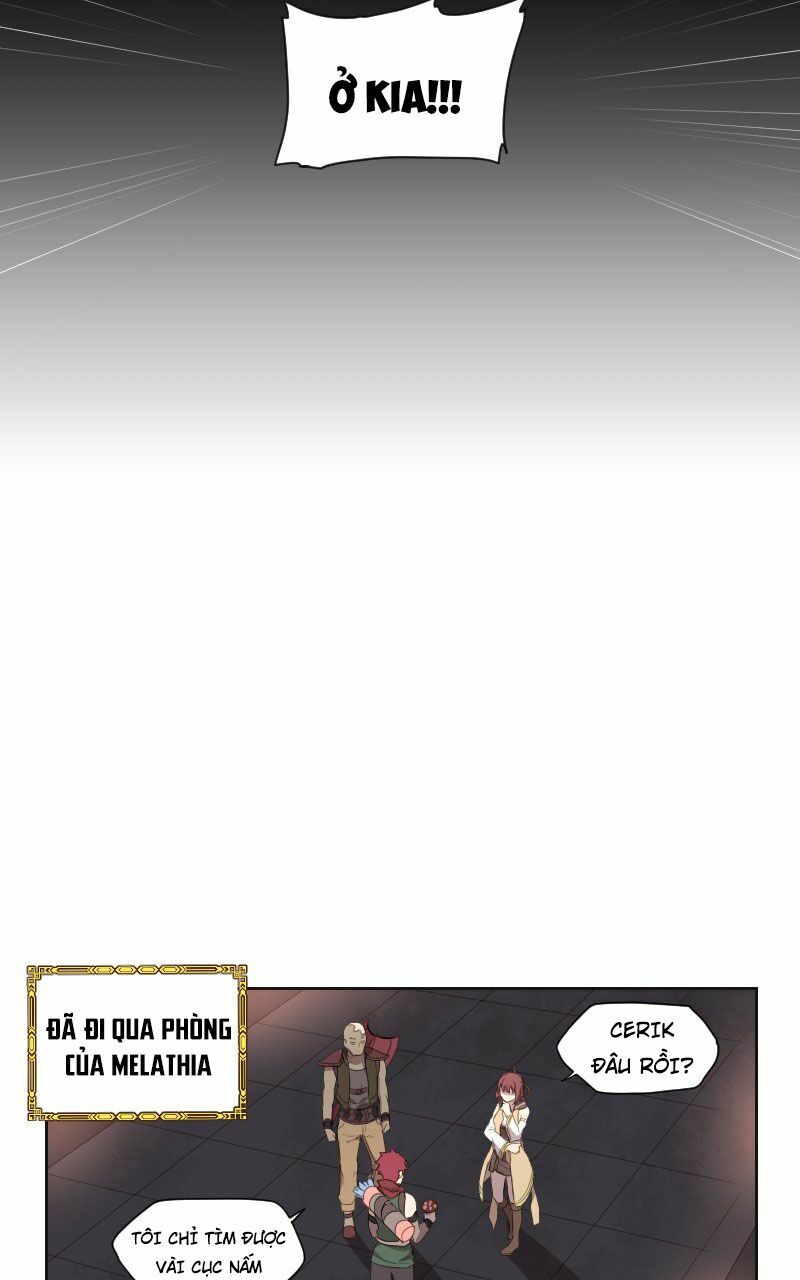 Ở KIA!!!
ĐÃ ĐI QUA PHÒNG
CỦA MELATHIA
CERIK
ĐÂU RỒI?
TÔI CHỈ TÌM ĐƯỢC
VÀI CỤC NẤM